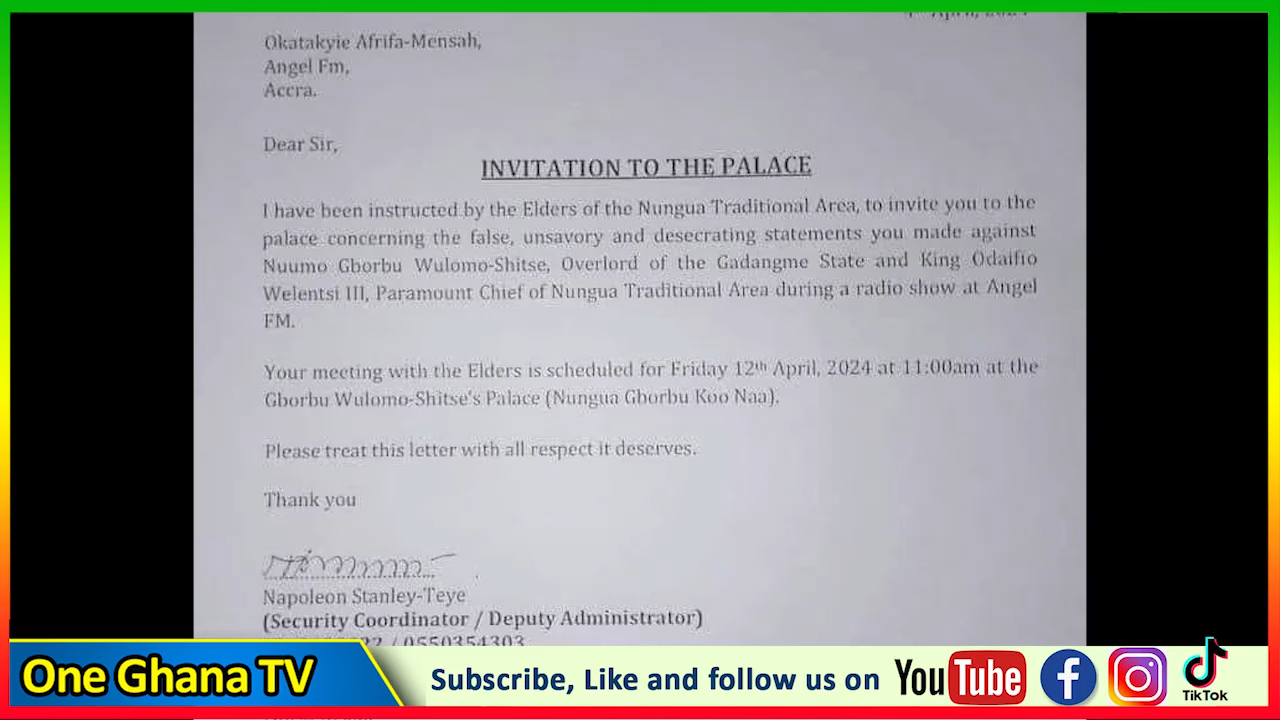 April, 2024
Okatakyie Afrifa-Mensah,
Angel Fm,
Accra.
Dear Sir,
INVITATION TO THE PALACE
I have been instructed by the Elders of the Nungua Traditional Area, to invite you to the
palace concerning the false, unsavory and desecrating statements you made against
Nuumo Gborbu Wulomo-Shitse, Overlord of the Gadangme State and King Odaifio
Welentsi III, Paramount Chief of Nungua Traditional Area during a radio show at Angel
FM.
Your meeting with the Elders is scheduled for Friday 12th April, 2024 at 11:00am at the
Gborbu Wulomo-Shitse's Palace (Nungua Gborbu Koo Naa).
Please treat this letter with all respect it deserves.
Thank you
Napoleon Stanley-Teye
(Security Coordinator / Deputy Administrator)
/ 0550354303
One Ghana TV
Subscribe, Like and follow us on YouTube
TikTok